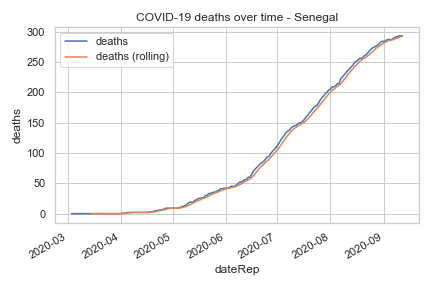 COVID-19 deaths over time - Senegal
deaths
deaths (rolling)
300
250
200
150
100
50
0
deaths
2020-03
2020-04
2020-05
2020-06
2020-07
2020-08
2020-09
dateRep